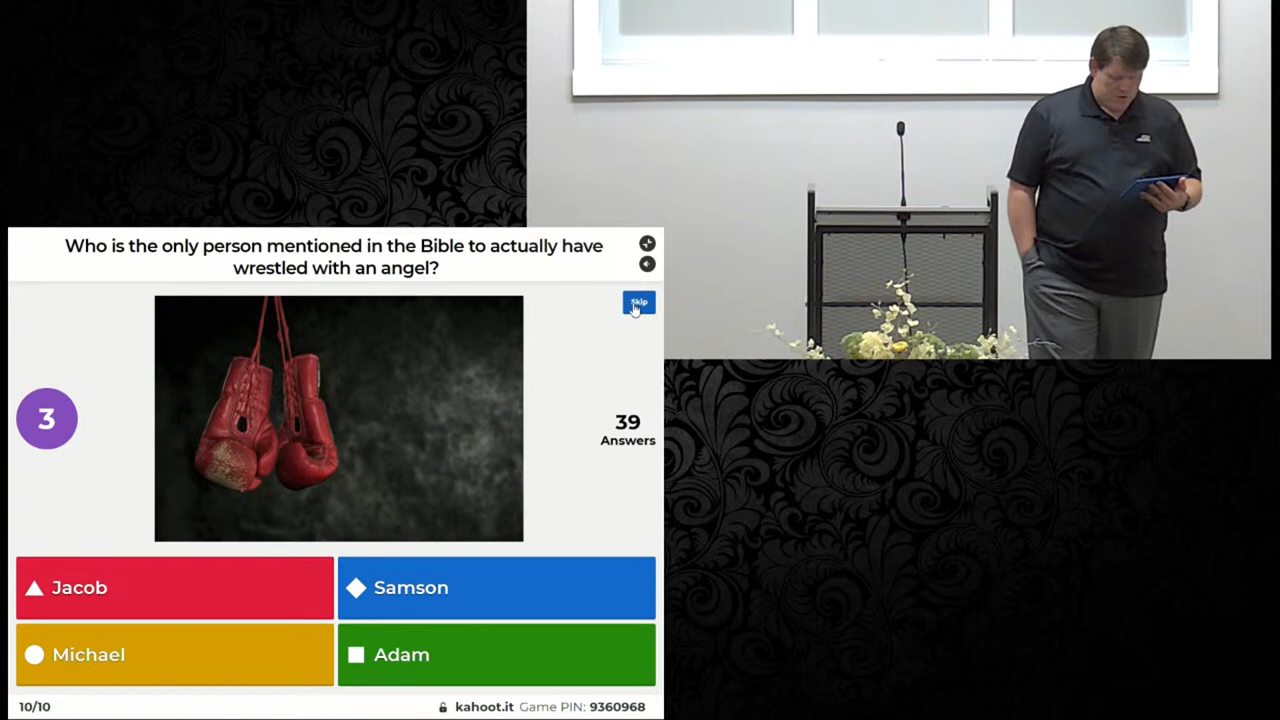 Who is the only person mentioned in the Bible to actually have
wrestled with an angel?
Skip
3
39
Answers
Jacob
Samson
Michael
Adam
10/10
kahoot.it Game PIN: 9360968